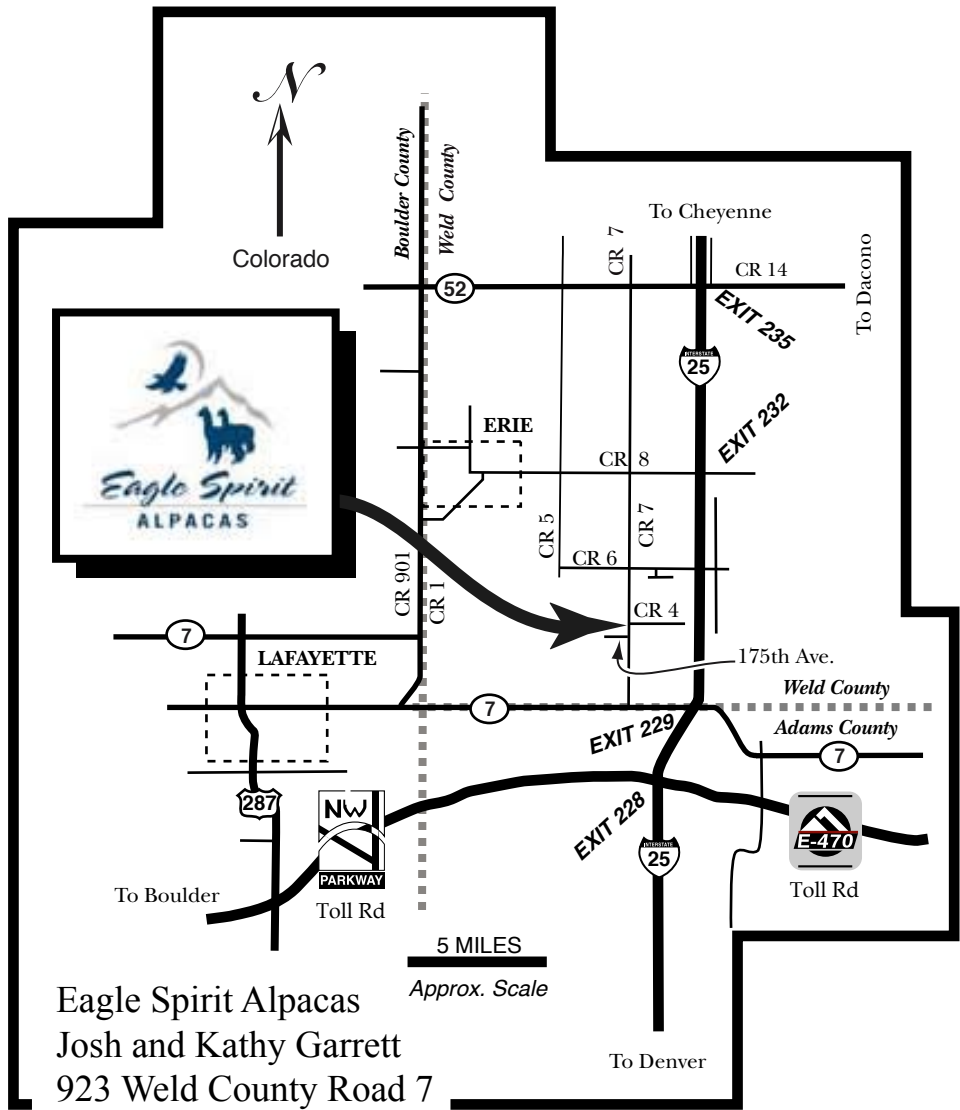 N
Colorado
Boulder County
Weld County
To Cheyenne
CR 7
CR 14
52
To Dacono
EXIT 235
INTERSTATE
25
EXIT 232
Eagle Spirit
ALPACAS
ERIE
CR 8
CR 5
CR 7
CR 6
CR 901
CR 1
CR 4
7
LAFAYETTE
175th Ave.
Weld County
7
EXIT 229
Adams County
7
287
NW
PARKWAY
Toll Rd
EXIT 228
INTERSTATE
25
E-470
Toll Rd
To Boulder
5 MILES
Approx. Scale
To Denver
Eagle Spirit Alpacas
Josh and Kathy Garrett
923 Weld County Road 7